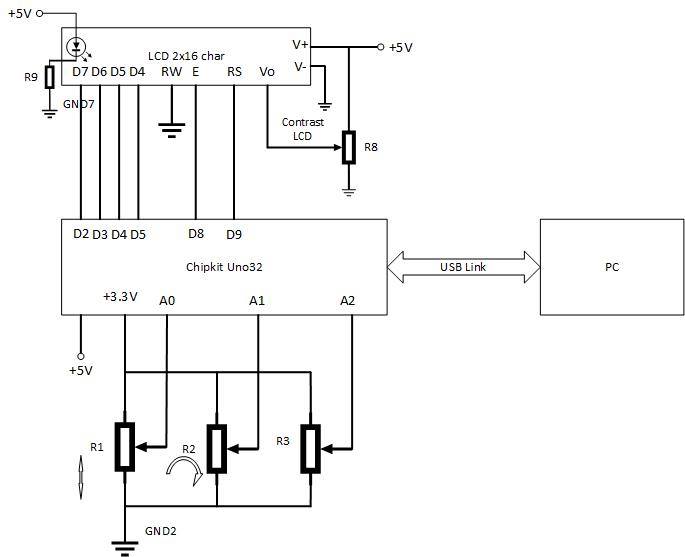 +5V
LCD 2x16 char
V+
+5V
V-
R9
D7 D6 D5 D4 RW E RS Vo
GND7
Contrast
LCD
R8
D2 D3 D4 D5 D8 D9
Chipkit Uno32
USB Link
PC
+3.3V
A0 A1 A2
+5V
R1
R2
R3
GND2